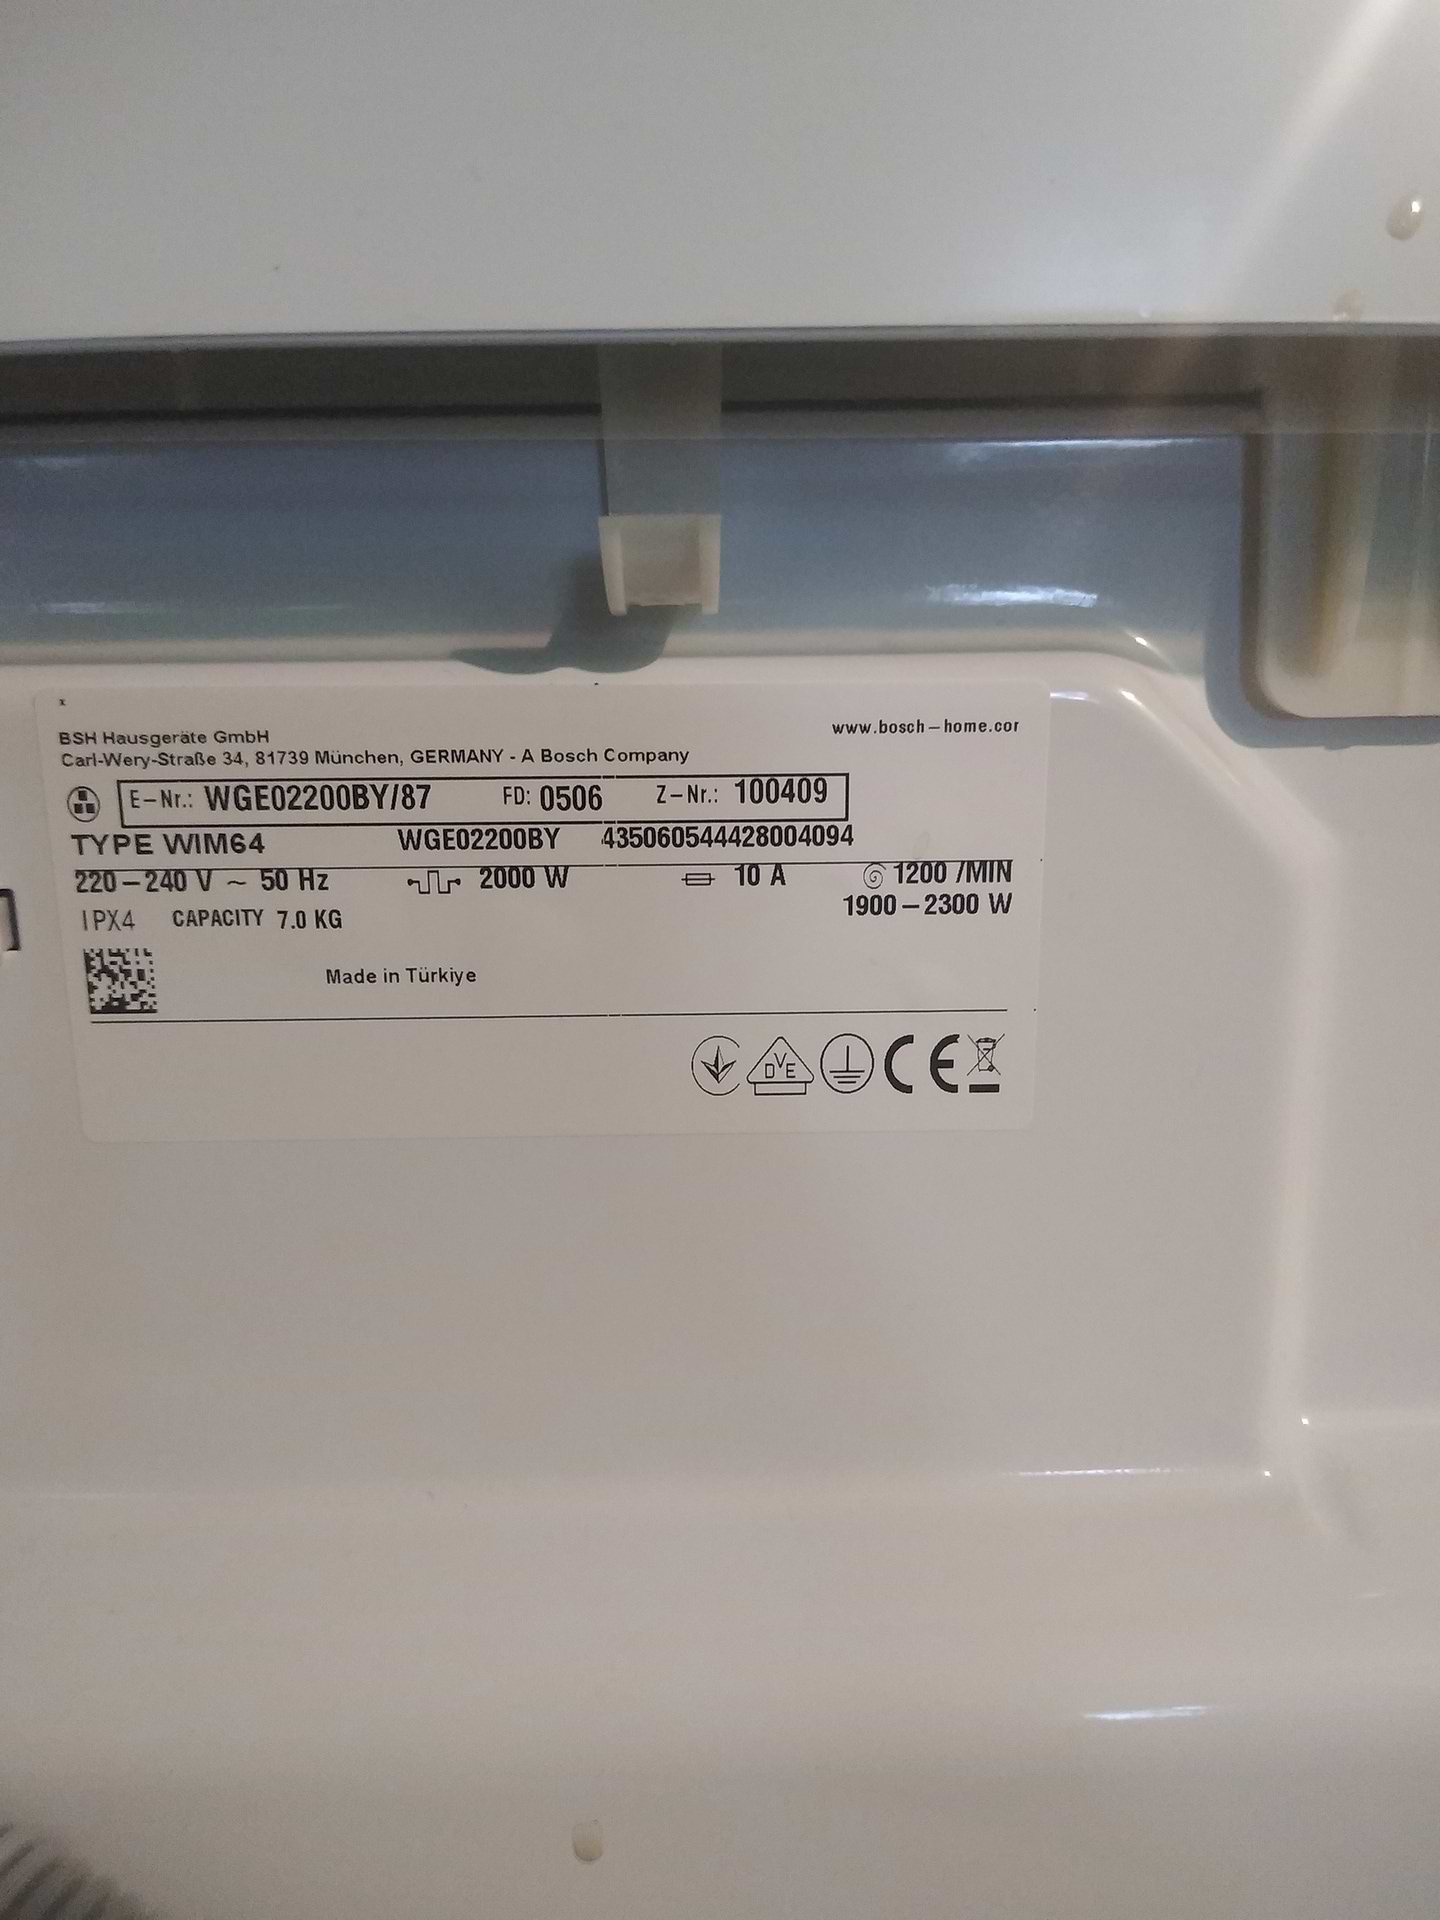 BSH Hausgeräte GmbH
www.bosch-home.cor
Carl-Wery-Straße 34, 81739 München, GERMANY - A Bosch Company
E-Nr.: WGE02200BY/87 FD: 0506 Z-Nr.: 100409
TYPE WIM64 WGE02200BY 435060544428004094
220-240 V ~ 50 Hz 2000 W 10 A 1200 /MIN
IPX4 CAPACITY 7.0 KG 1900-2300 W
Made in Türkiye
DVE CE